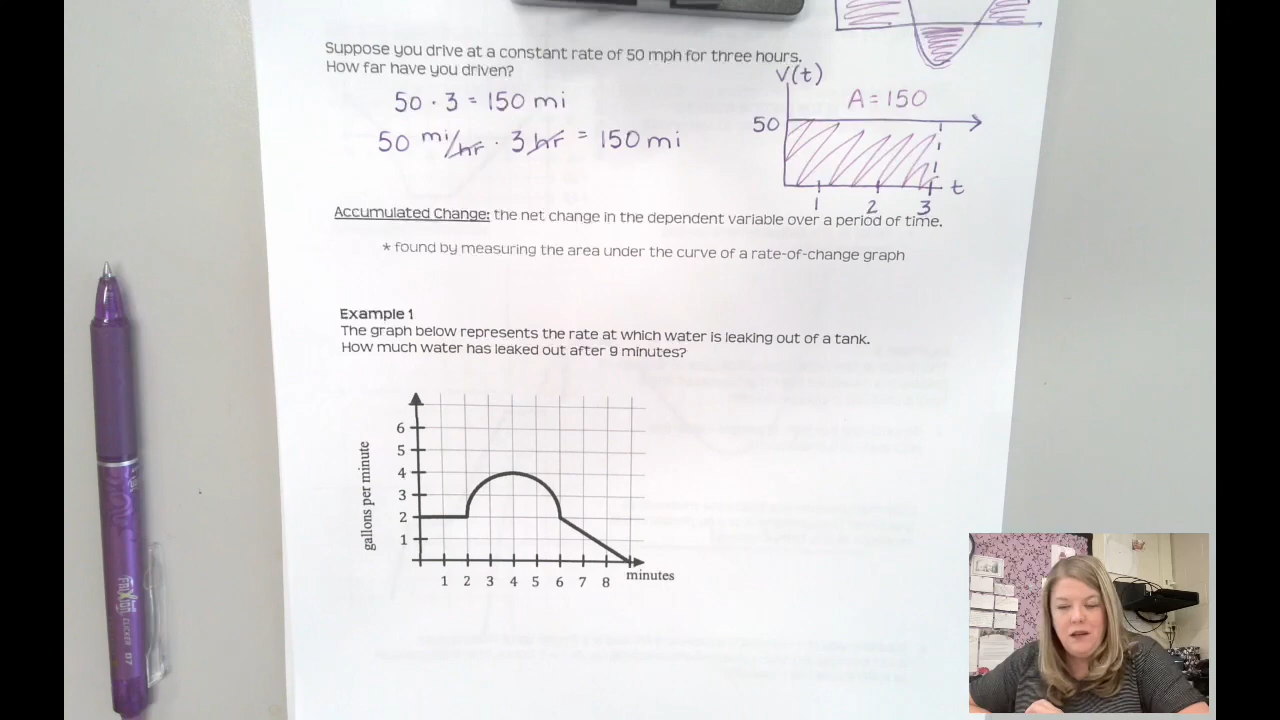 Suppose you drive at a constant rate of 50 mph for three hours.
How far have you driven?
50 · 3 = 150 mi
50 mi/hr · 3 hr = 150 mi
V(t)
A = 150
50
t
1 2 3
Accumulated Change: the net change in the dependent variable over a period of time.
* found by measuring the area under the curve of a rate-of-change graph
Example 1
The graph below represents the rate at which water is leaking out of a tank.
How much water has leaked out after 9 minutes?
gallons per minute
6
5
4
3
2
1
1 2 3 4 5 6 7 8
minutes
FriXion CLICKER 07